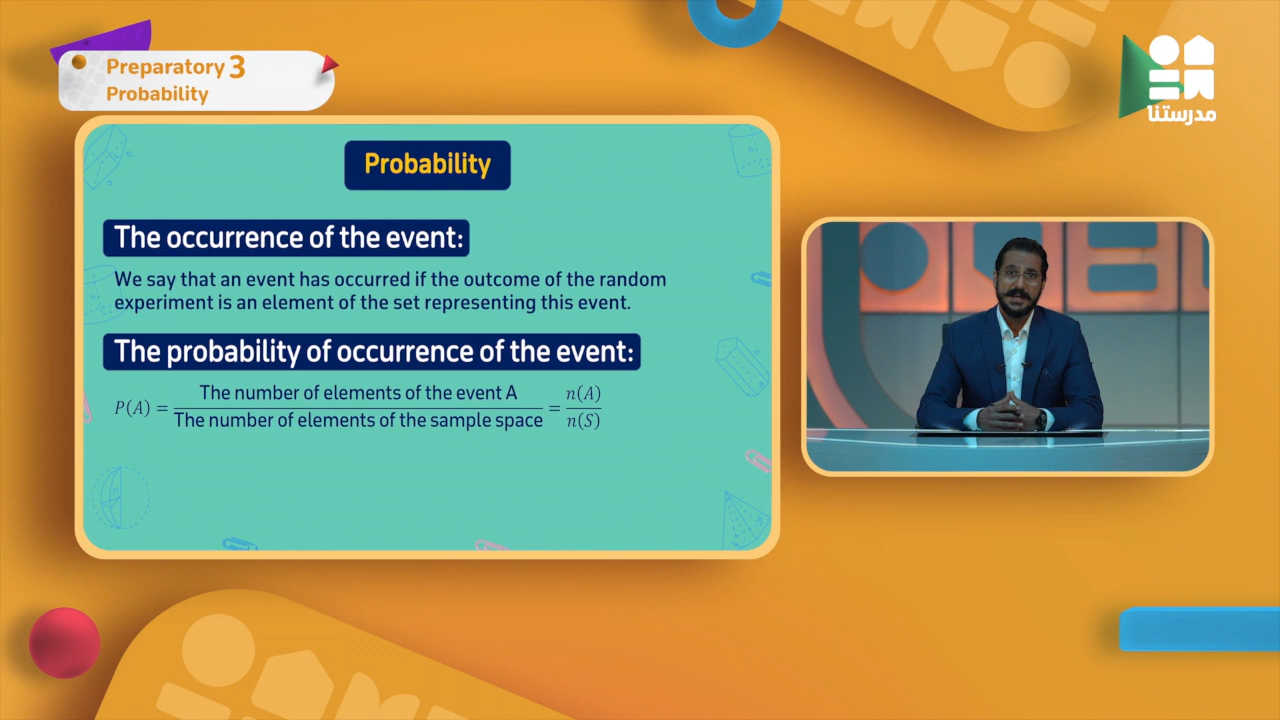 Preparatory 3
Probability
مدرستنا
Probability
The occurrence of the event:
We say that an event has occurred if the outcome of the random
experiment is an element of the set representing this event.
The probability of occurrence of the event:
P(A) = The number of elements of the event A / The number of elements of the sample space = n(A) / n(S)